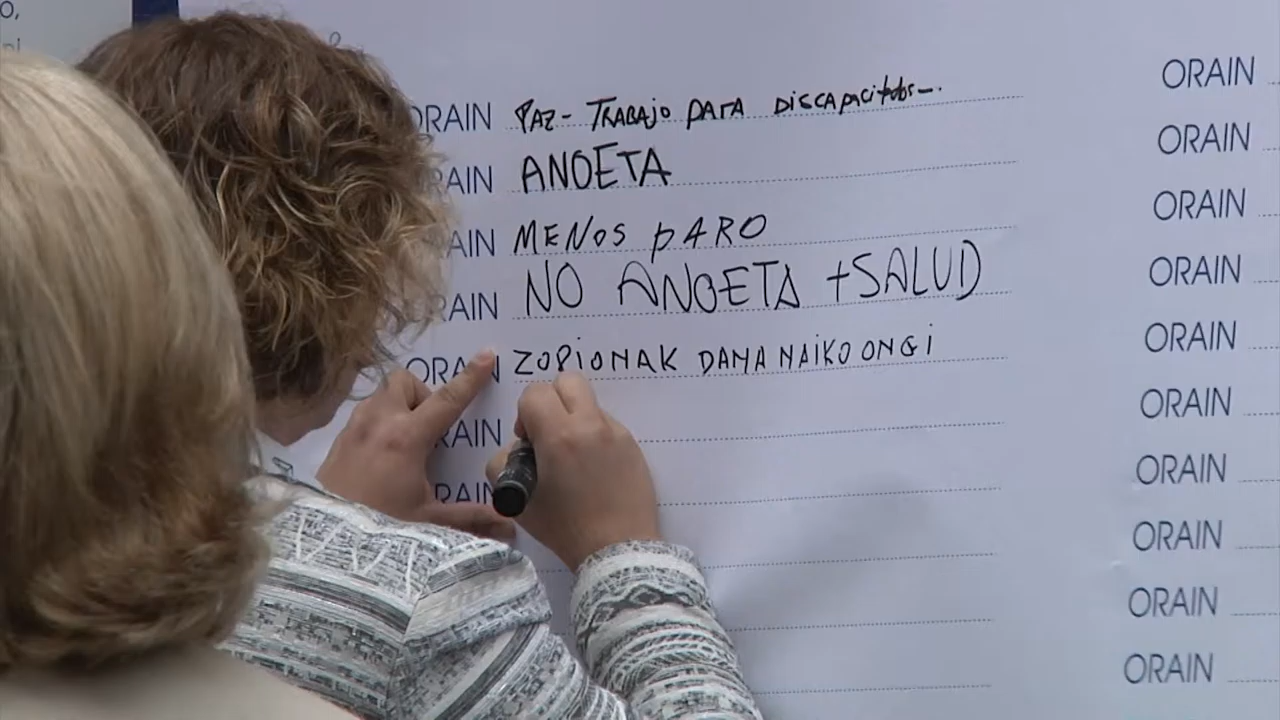 ORAIN PAZ - TRABAJO PARA DISCAPACITADOS...
ORAIN ANOETA
ORAIN MENOS PARO
ORAIN NO ANOETA + SALUD
ORAIN ZORIONAK DANA NAIKO ONGI
ORAIN
ORAIN
ORAIN
ORAIN
ORAIN
ORAIN
ORAIN
ORAIN
ORAIN
ORAIN
ORAIN
ORAIN